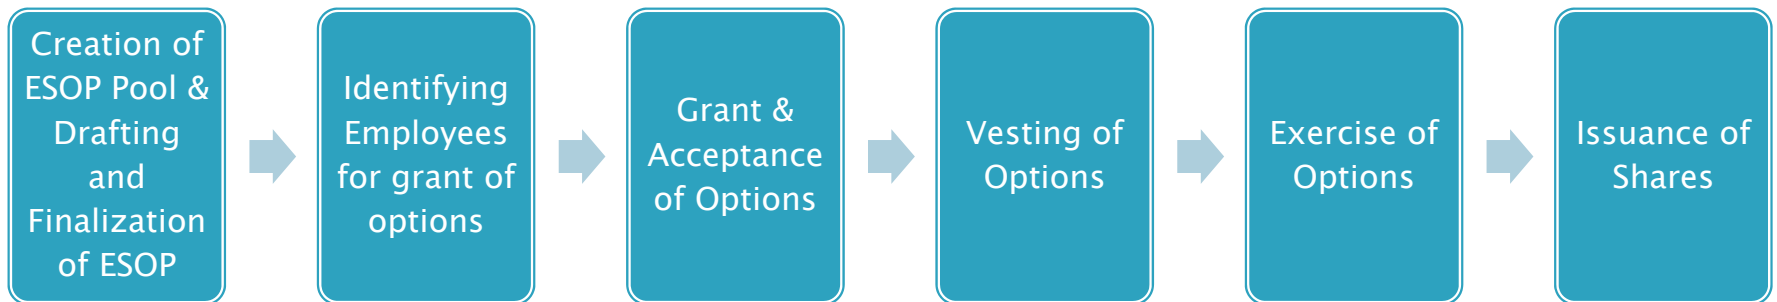 Creation of
ESOP Pool &
Drafting
and
Finalization
of ESOP
Identifying
Employees
for grant of
options
Grant &
Acceptance
of Options
Vesting of
Options
Exercise of
Options
Issuance of
Shares